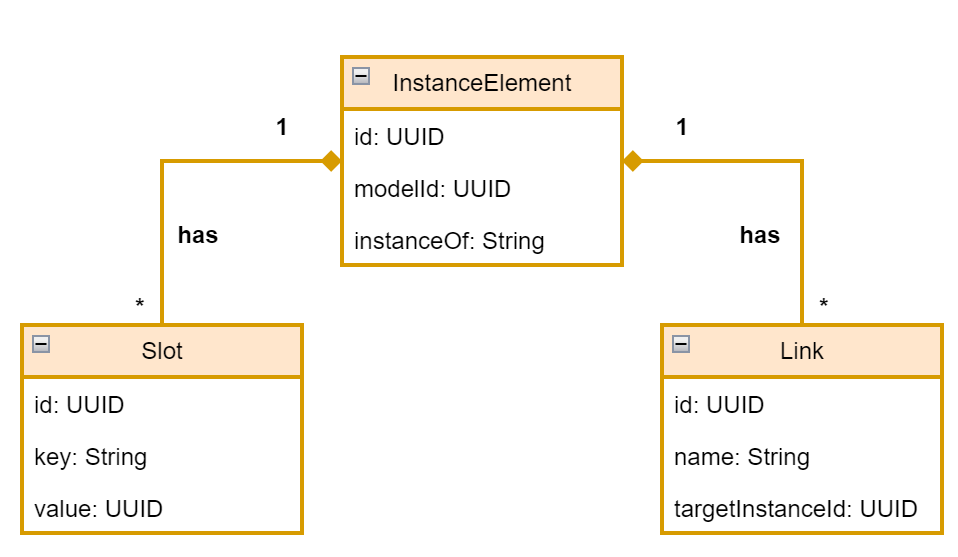 InstanceElement
id: UUID
modelId: UUID
instanceOf: String
1
1
has
has
*
*
Slot
id: UUID
key: String
value: UUID
Link
id: UUID
name: String
targetInstanceId: UUID